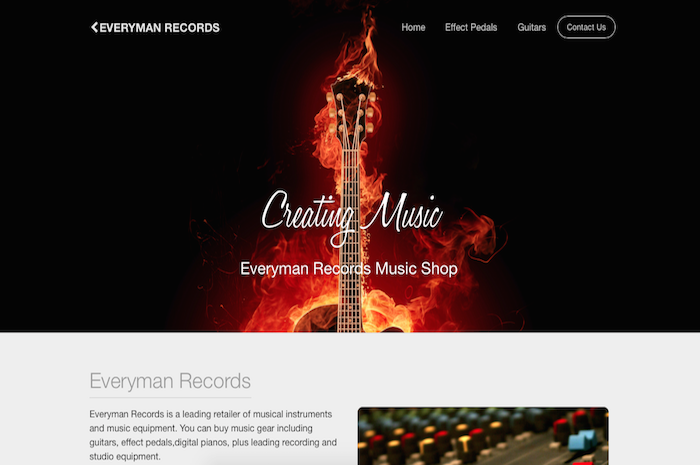 EVERYMAN RECORDS
Home Effect Pedals Guitars Contact Us
Creating Music
Everyman Records Music Shop
Everyman Records
Everyman Records is a leading retailer of musical instruments
and music equipment. You can buy music gear including
guitars, effect pedals,digital pianos, plus leading recording and
studio equipment.